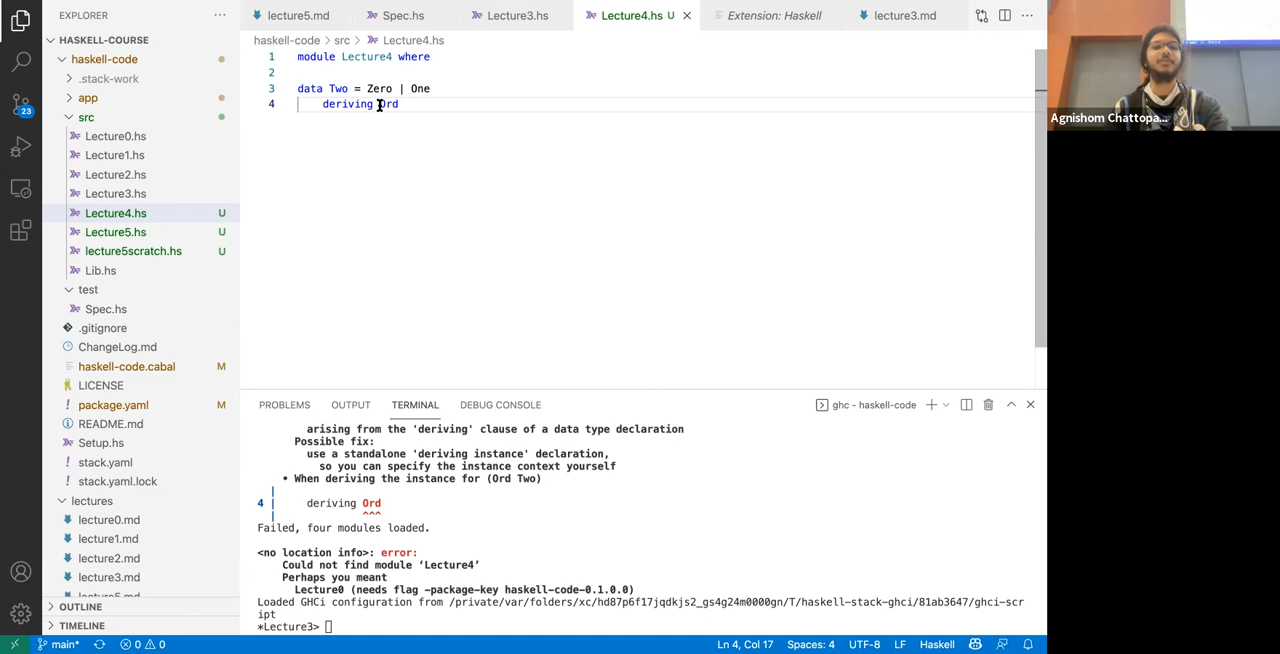 EXPLORER
HASKELL-COURSE
haskell-code
.stack-work
app
src
Lecture0.hs
Lecture1.hs
Lecture2.hs
Lecture3.hs
Lecture4.hs U
Lecture5.hs U
lecture5scratch.hs U
Lib.hs
test
Spec.hs
.gitignore
ChangeLog.md
haskell-code.cabal M
LICENSE
package.yaml M
README.md
Setup.hs
stack.yaml
stack.yaml.lock
lectures
lecture0.md
lecture1.md
lecture2.md
lecture3.md
lecture5.md
OUTLINE
TIMELINE
23
lecture5.md Spec.hs Lecture3.hs Lecture4.hs U Extension: Haskell lecture3.md
haskell-code > src > Lecture4.hs
1 module Lecture4 where
2
3 data Two = Zero | One
4 deriving Ord
PROBLEMS OUTPUT TERMINAL DEBUG CONSOLE ghc - haskell-code
arising from the 'deriving' clause of a data type declaration
Possible fix:
use a standalone 'deriving instance' declaration,
so you can specify the instance context yourself
• When deriving the instance for (Ord Two)
|
4 | deriving Ord
| ^^^
Failed, four modules loaded.
<no location info>: error:
Could not find module ‘Lecture4’
Perhaps you meant
Lecture0 (needs flag -package-key haskell-code-0.1.0.0)
Loaded GHCi configuration from /private/var/folders/xc/hd87p6f17jqdkjs2_gs4g24m0000gn/T/haskell-stack-ghci/81ab3647/ghci-scr
ipt
*Lecture3>
main* 0 0 Ln 4, Col 17 Spaces: 4 UTF-8 LF Haskell
Agnishom Chattopa...